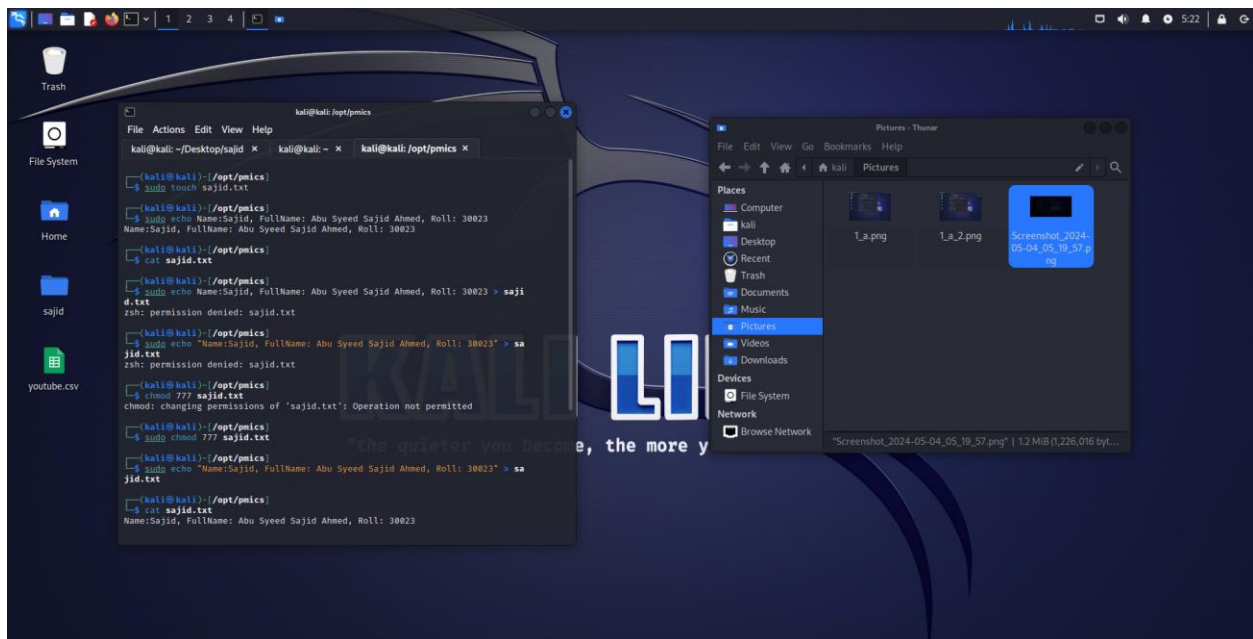 1 2 3 4
5:22
Trash
File System
Home
sajid
youtube.csv
kali@kali: /opt/pmics
File Actions Edit View Help
kali@kali: ~/Desktop/sajid × kali@kali: ~ × kali@kali: /opt/pmics ×
┌──(kali㉿kali)-[/opt/pmics]
└─$ sudo touch sajid.txt
┌──(kali㉿kali)-[/opt/pmics]
└─$ sudo echo Name:Sajid, FullName: Abu Syeed Sajid Ahmed, Roll: 30023
Name:Sajid, FullName: Abu Syeed Sajid Ahmed, Roll: 30023
┌──(kali㉿kali)-[/opt/pmics]
└─$ cat sajid.txt
┌──(kali㉿kali)-[/opt/pmics]
└─$ sudo echo Name:Sajid, FullName: Abu Syeed Sajid Ahmed, Roll: 30023 > saji
d.txt
zsh: permission denied: sajid.txt
┌──(kali㉿kali)-[/opt/pmics]
└─$ sudo echo "Name:Sajid, FullName: Abu Syeed Sajid Ahmed, Roll: 30023" > sa
jid.txt
zsh: permission denied: sajid.txt
┌──(kali㉿kali)-[/opt/pmics]
└─$ chmod 777 sajid.txt
chmod: changing permissions of 'sajid.txt': Operation not permitted
┌──(kali㉿kali)-[/opt/pmics]
└─$ sudo chmod 777 sajid.txt
┌──(kali㉿kali)-[/opt/pmics]
└─$ sudo echo "Name:Sajid, FullName: Abu Syeed Sajid Ahmed, Roll: 30023" > sa
jid.txt
┌──(kali㉿kali)-[/opt/pmics]
└─$ cat sajid.txt
Name:Sajid, FullName: Abu Syeed Sajid Ahmed, Roll: 30023
KALI LI
"the quieter you become, the more y
Pictures - Thunar
File Edit View Go Bookmarks Help
kali Pictures
Places
Computer
kali
Desktop
Recent
Trash
Documents
Music
Pictures
Videos
Downloads
Devices
File System
Network
Browse Network
1_a.png
1_a_2.png
Screenshot_2024-
05-04_05_19_57.p
ng
"Screenshot_2024-05-04_05_19_57.png" | 1.2 MiB (1,226,016 byt...